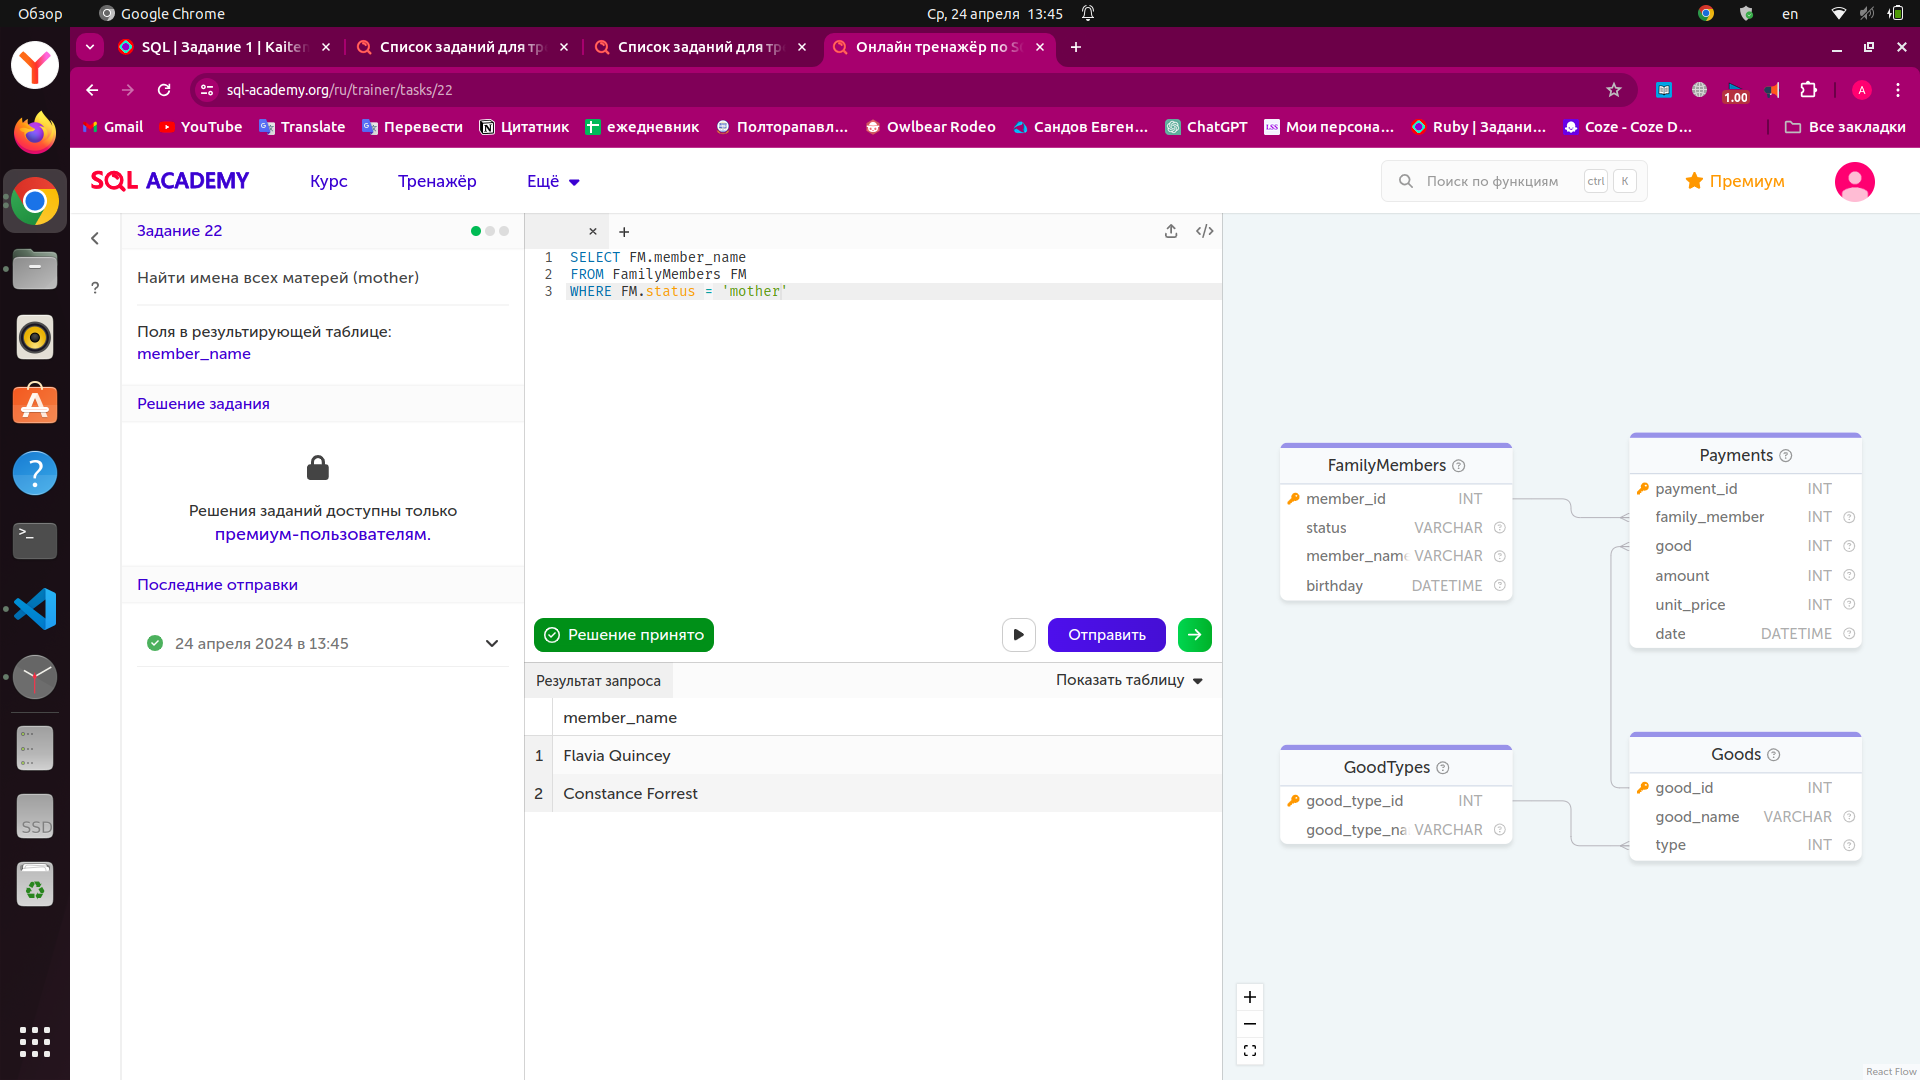 Обзор
Google Chrome
Ср, 24 апреля 13:45
en
SQL | Задание 1 | Kaiten
Список заданий для тр
Список заданий для тр
Онлайн тренажёр по S
sql-academy.org/ru/trainer/tasks/22
1.00
A
Gmail
YouTube
Translate
Перевести
Цитатник
ежедневник
Полторапавл...
Owlbear Rodeo
Сандов Евген...
ChatGPT
LSS
Мои персона...
Ruby | Задани...
Coze - Coze D...
Все закладки
SQL ACADEMY
Курс
Тренажёр
Ещё
Поиск по функциям
ctrl
K
Премиум
Задание 22
Найти имена всех матерей (mother)
Поля в результирующей таблице:
member_name
Решение задания
Решения заданий доступны только
премиум-пользователям.
Последние отправки
24 апреля 2024 в 13:45
?
1 SELECT FM.member_name
2 FROM FamilyMembers FM
3 WHERE FM.status = 'mother'
Решение принято
Отправить
Результат запроса
Показать таблицу
member_name
1 Flavia Quincey
2 Constance Forrest
FamilyMembers
member_id INT
status VARCHAR
member_name VARCHAR
birthday DATETIME
Payments
payment_id INT
family_member INT
good INT
amount INT
unit_price INT
date DATETIME
GoodTypes
good_type_id INT
good_type_na VARCHAR
Goods
good_id INT
good_name VARCHAR
type INT
React Flow
SSD